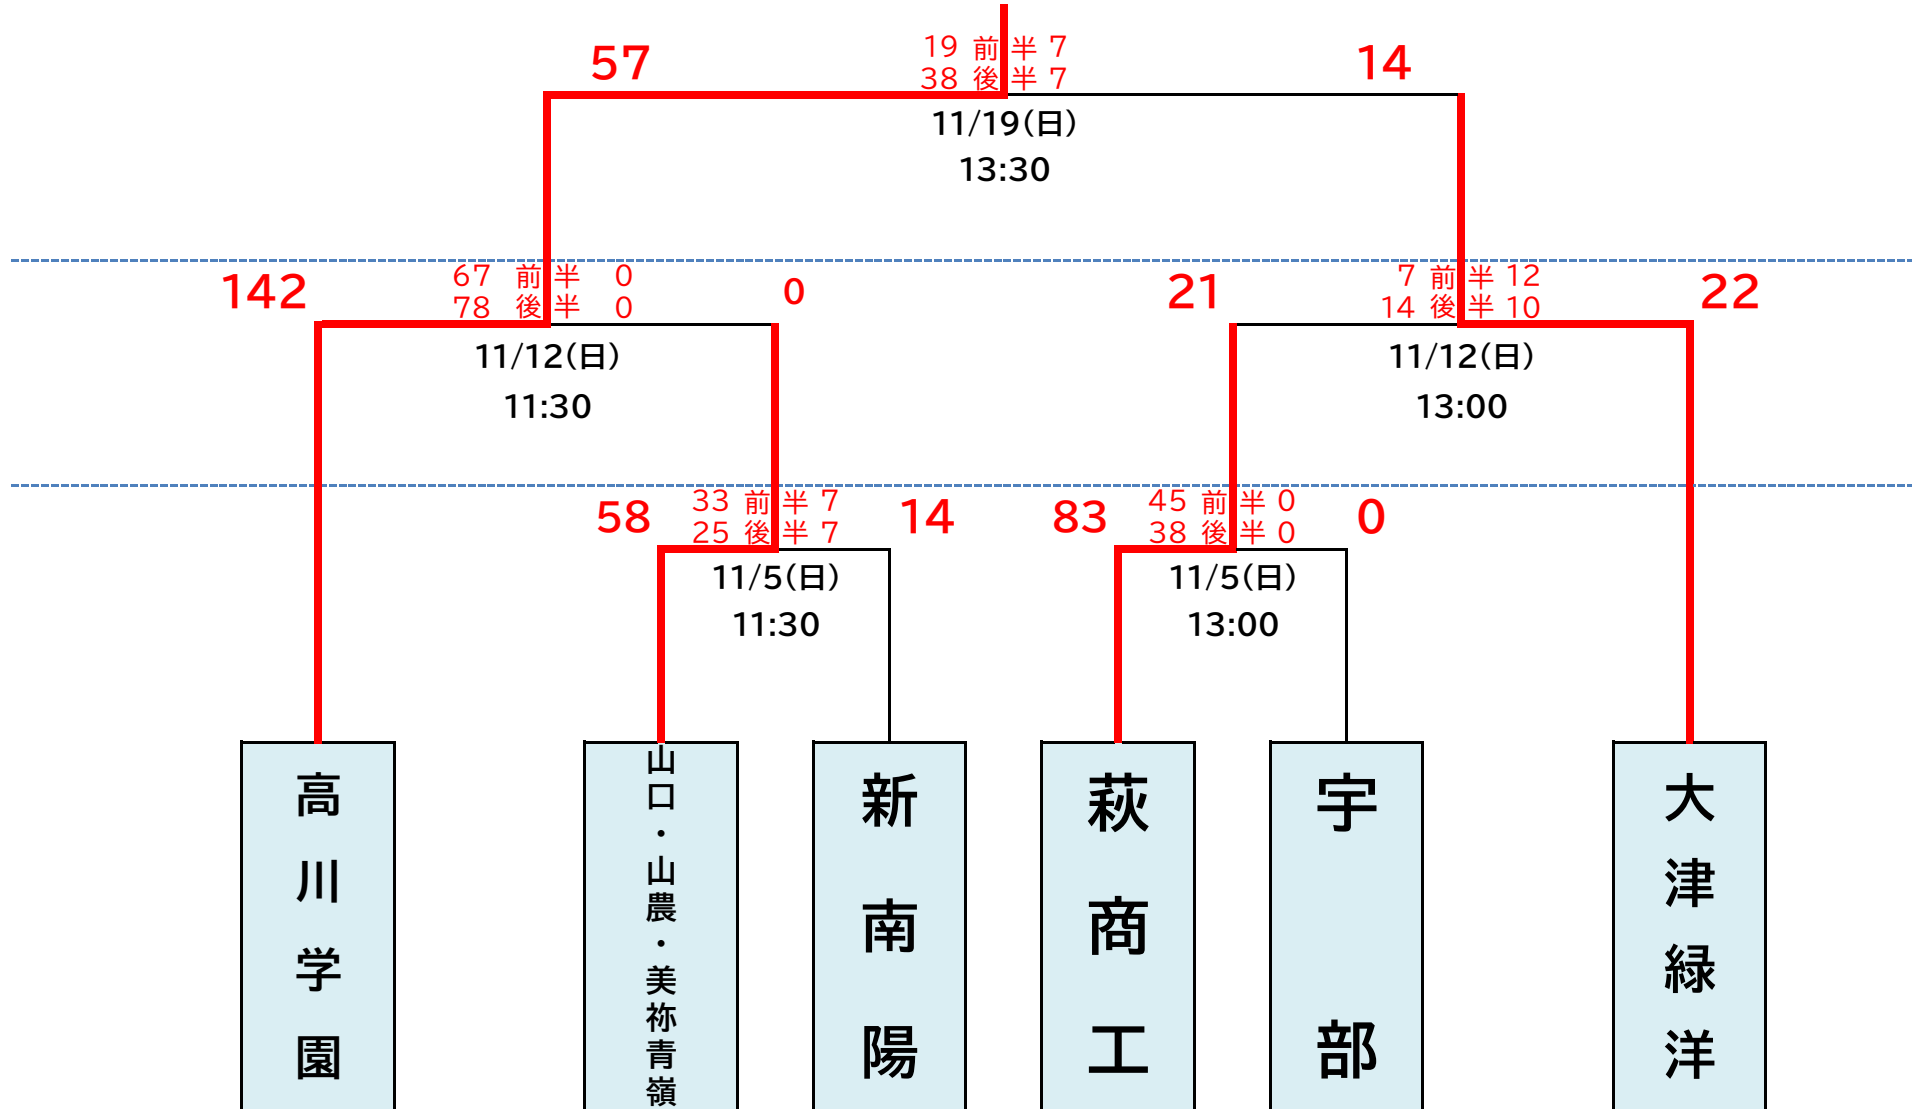 57 19 前半 7 14
38 後半 7
11/19(日)
13:30
142 67 前半 0 0
78 後半 0
11/12(日)
11:30
21 7 前半 12 22
14 後半 10
11/12(日)
13:00
58 33 前半 7 14
25 後半 7
11/5(日)
11:30
83 45 前半 0 0
38 後半 0
11/5(日)
13:00
高川学園
山口・山農・美祢青嶺
新南陽
萩商工
宇部
大津緑洋